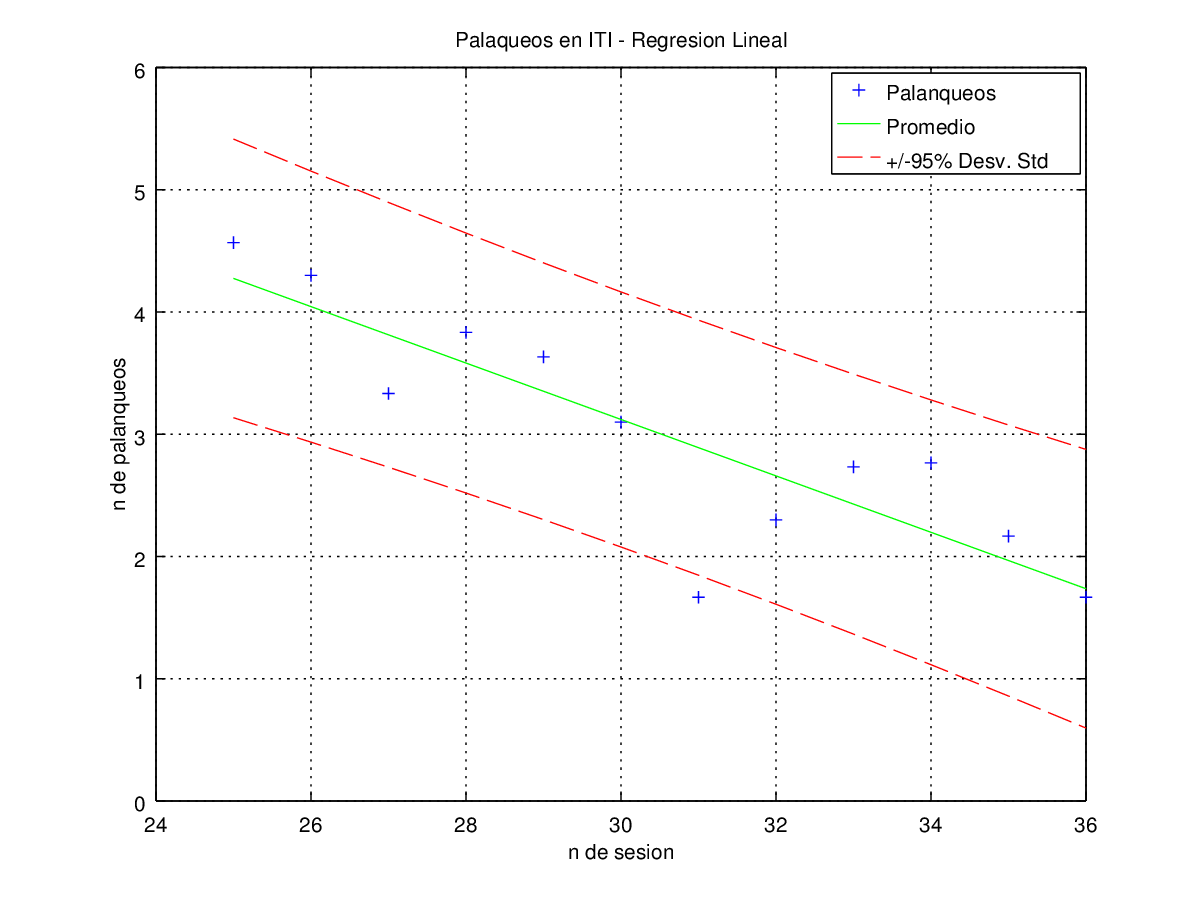 Palaqueos en ITI - Regresion Lineal
6
5
4
3
2
1
0
n de palanqueos
Palanqueos
Promedio
+/-95% Desv. Std
24 26 28 30 32 34 36
n de sesion